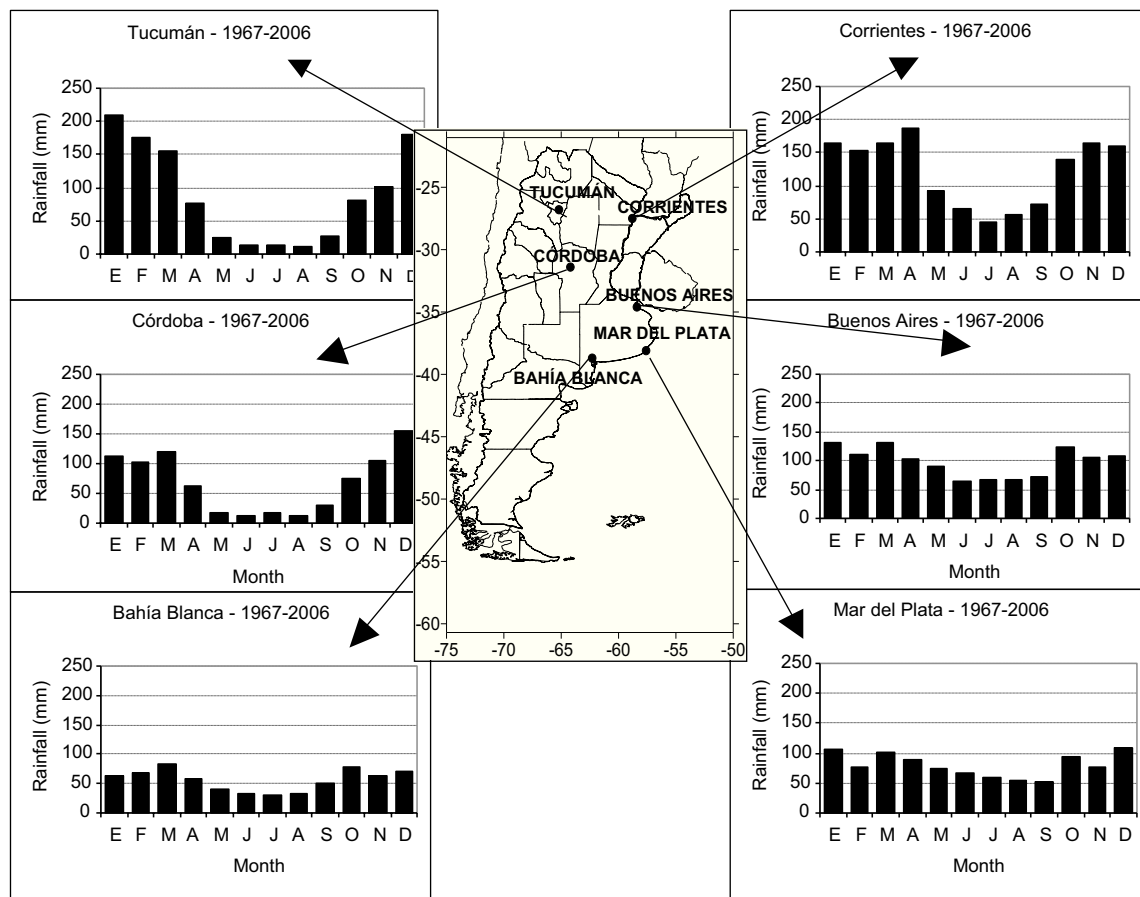 Tucumán - 1967-2006
Rainfall (mm)
250
200
150
100
50
0
E F M A M J J A S O N D
Corrientes - 1967-2006
Rainfall (mm)
250
200
150
100
50
0
E F M A M J J A S O N D
Córdoba - 1967-2006
Rainfall (mm)
250
200
150
100
50
0
E F M A M J J A S O N D
Month
Buenos Aires - 1967-2006
Rainfall (mm)
250
200
150
100
50
0
E F M A M J J A S O N D
Month
Bahía Blanca - 1967-2006
Rainfall (mm)
250
200
150
100
50
0
E F M A M J J A S O N D
Month
Mar del Plata - 1967-2006
Rainfall (mm)
250
200
150
100
50
0
E F M A M J J A S O N D
Month
TUCUMÁN
CORRIENTES
CÓRDOBA
BUENOS AIRES
MAR DEL PLATA
BAHÍA BLANCA
-25
-30
-35
-40
-45
-50
-55
-60
-75 -70 -65 -60 -55 -50